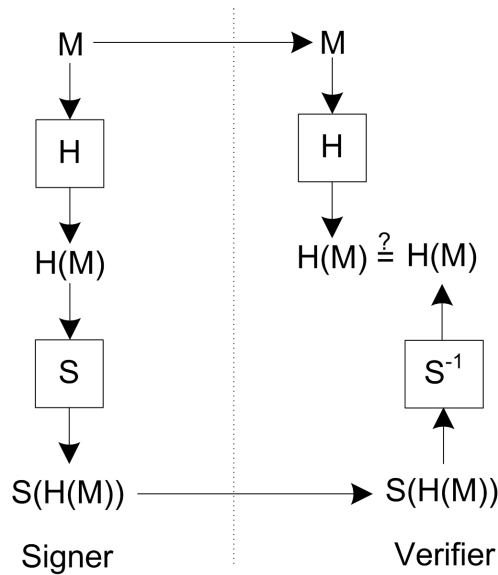 M
M
H
H
H(M)
H(M) ≟ H(M)
S
S⁻¹
S(H(M))
S(H(M))
Signer
Verifier